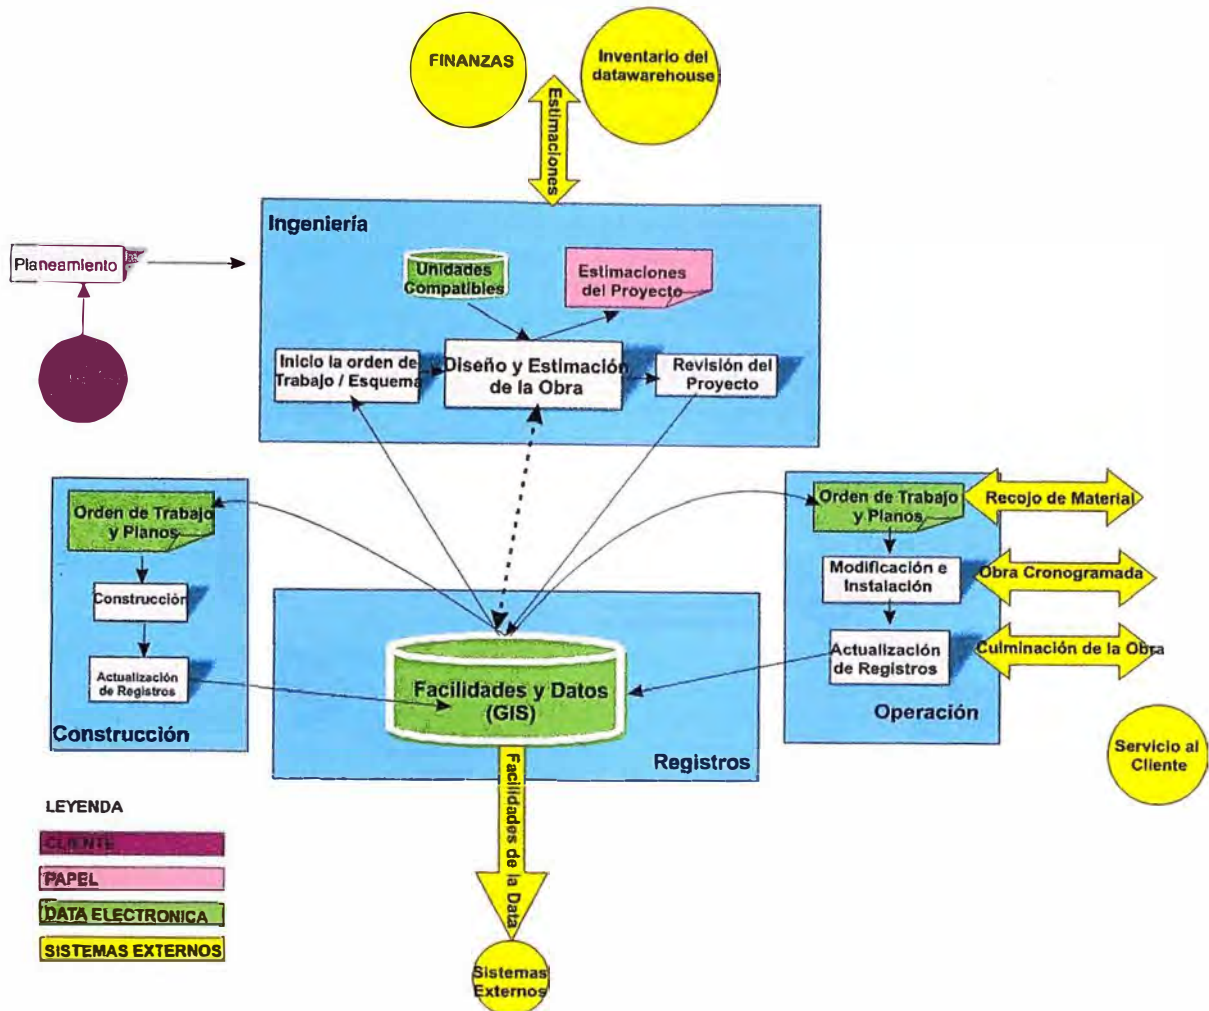 FINANZAS
Inventario del
datawarehouse
Estimaciones
Ingeniería
Planeamiento
Unidades
Compatibles
Estimaciones
del Proyecto
Inicio la orden de
Trabajo / Esquema
Diseño y Estimación
de la Obra
Revisión del
Proyecto
Orden de Trabajo
y Planos
Construcción
Actualización
de Registros
Construcción
Orden de Trabajo
y Planos
Recojo de Material
Modificación e
Instalación
Obra Cronogramada
Actualización
de Registros
Culminación de la Obra
Operación
Facilidades y Datos
(GIS)
Registros
Servicio al
Cliente
Facilidades de la Data
Sistemas
Externos
LEYENDA
CLIENTE
PAPEL
DATA ELECTRONICA
SISTEMAS EXTERNOS